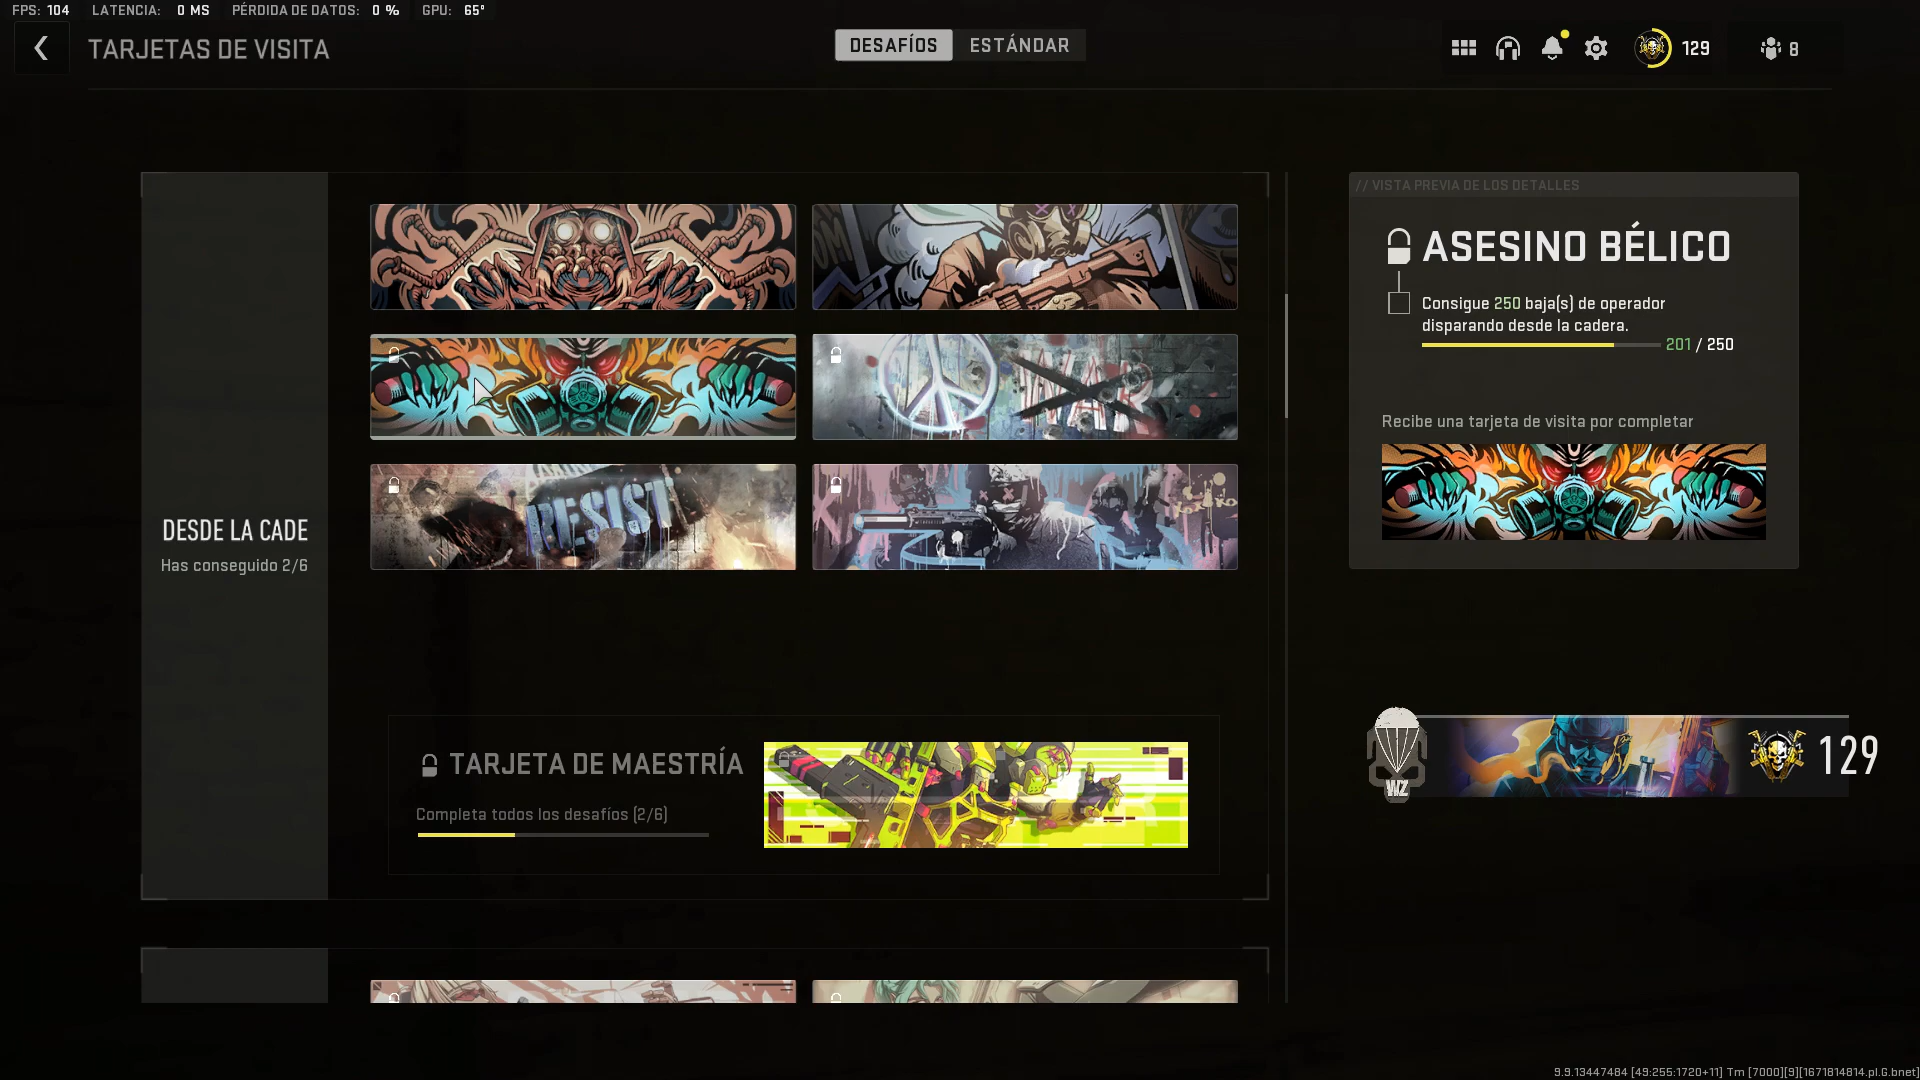 FPS: 104 LATENCIA: 0 MS PÉRDIDA DE DATOS: 0 % GPU: 65°
TARJETAS DE VISITA
DESAFÍOS ESTÁNDAR
129
8
// VISTA PREVIA DE LOS DETALLES
ASESINO BÉLICO
Consigue 250 baja(s) de operador
disparando desde la cadera.
201 / 250
Recibe una tarjeta de visita por completar
WAR
RESIST
DESDE LA CADE
Has conseguido 2/6
TARJETA DE MAESTRÍA
Completa todos los desafíos (2/6)
WZ
129
9.9.13447484 [49:255:1720+11] Tm [7000][9][1671814814.pl.G.bnet]